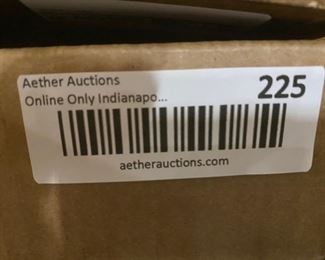 Aether Auctions
Online Only Indianapo...
225
aetherauctions.com